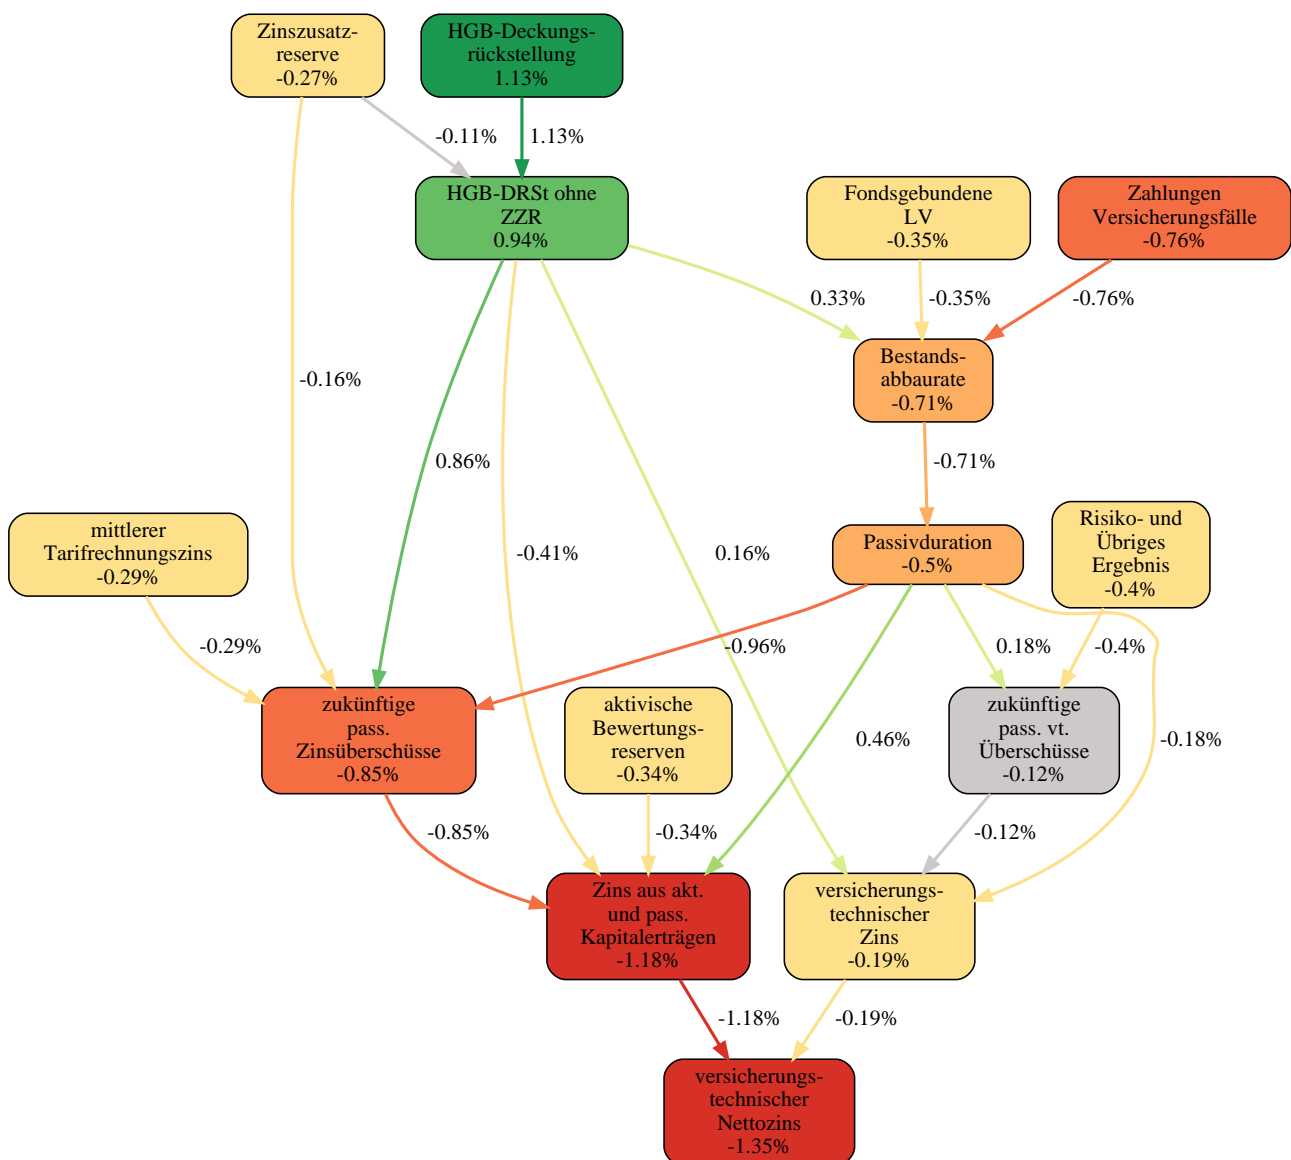 Zinszusatz-
reserve
-0.27%
HGB-Deckungs-
rückstellung
1.13%
-0.11%
1.13%
HGB-DRSt ohne
ZZR
0.94%
Fondsgebundene
LV
-0.35%
Zahlungen
Versicherungsfälle
-0.76%
0.33%
-0.35%
-0.76%
Bestands-
abbaurate
-0.71%
-0.16%
0.86%
-0.71%
mittlerer
Tarifrechnungszins
-0.29%
-0.41%
0.16%
Passivduration
-0.5%
Risiko- und
Übriges
Ergebnis
-0.4%
-0.29%
-0.96%
0.18%
-0.4%
zukünftige
pass.
Zinsüberschüsse
-0.85%
aktivische
Bewertungs-
reserven
-0.34%
0.46%
zukünftige
pass. vt.
Überschüsse
-0.12%
-0.18%
-0.85%
-0.34%
-0.12%
Zins aus akt.
und pass.
Kapitalerträgen
-1.18%
versicherungs-
technischer
Zins
-0.19%
-1.18%
-0.19%
versicherungs-
technischer
Nettozins
-1.35%